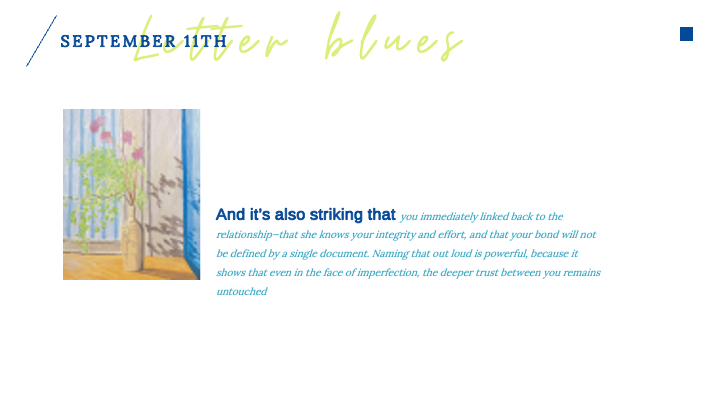 Letter blues
SEPTEMBER 11TH
And it's also striking that you immediately linked back to the
relationship—that she knows your integrity and effort, and that your bond will not
be defined by a single document. Naming that out loud is powerful, because it
shows that even in the face of imperfection, the deeper trust between you remains
untouched